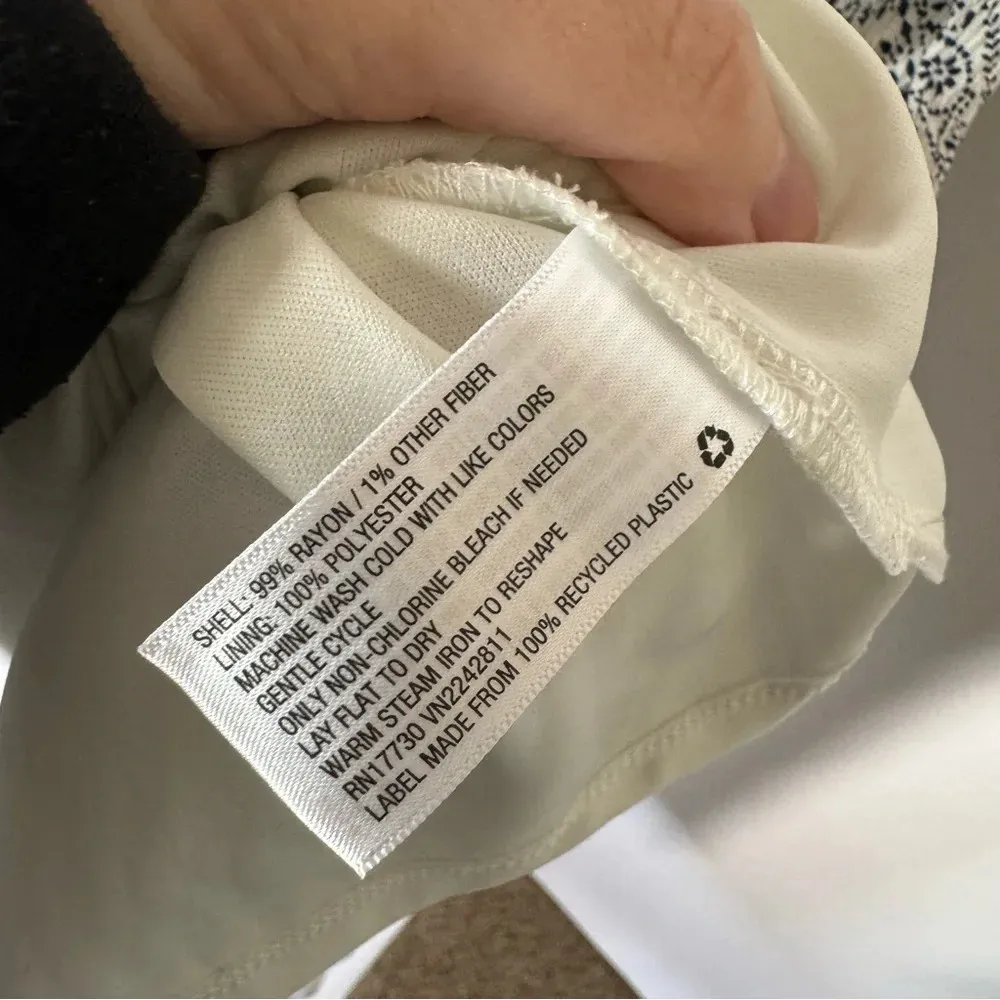 SHELL: 99% RAYON / 1% OTHER FIBER
LINING: 100% POLYESTER
MACHINE WASH COLD WITH LIKE COLORS
GENTLE CYCLE
ONLY NON-CHLORINE BLEACH IF NEEDED
LAY FLAT TO DRY
WARM STEAM IRON TO RESHAPE
RN17730 VN2242811
LABEL MADE FROM 100% RECYCLED PLASTIC